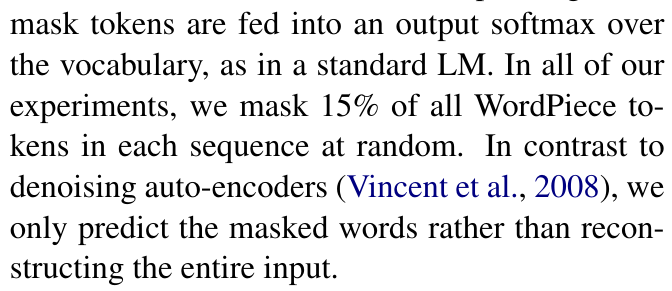 mask tokens are fed into an output softmax over
the vocabulary, as in a standard LM. In all of our
experiments, we mask 15% of all WordPiece to-
kens in each sequence at random. In contrast to
denoising auto-encoders (Vincent et al., 2008), we
only predict the masked words rather than recon-
structing the entire input.